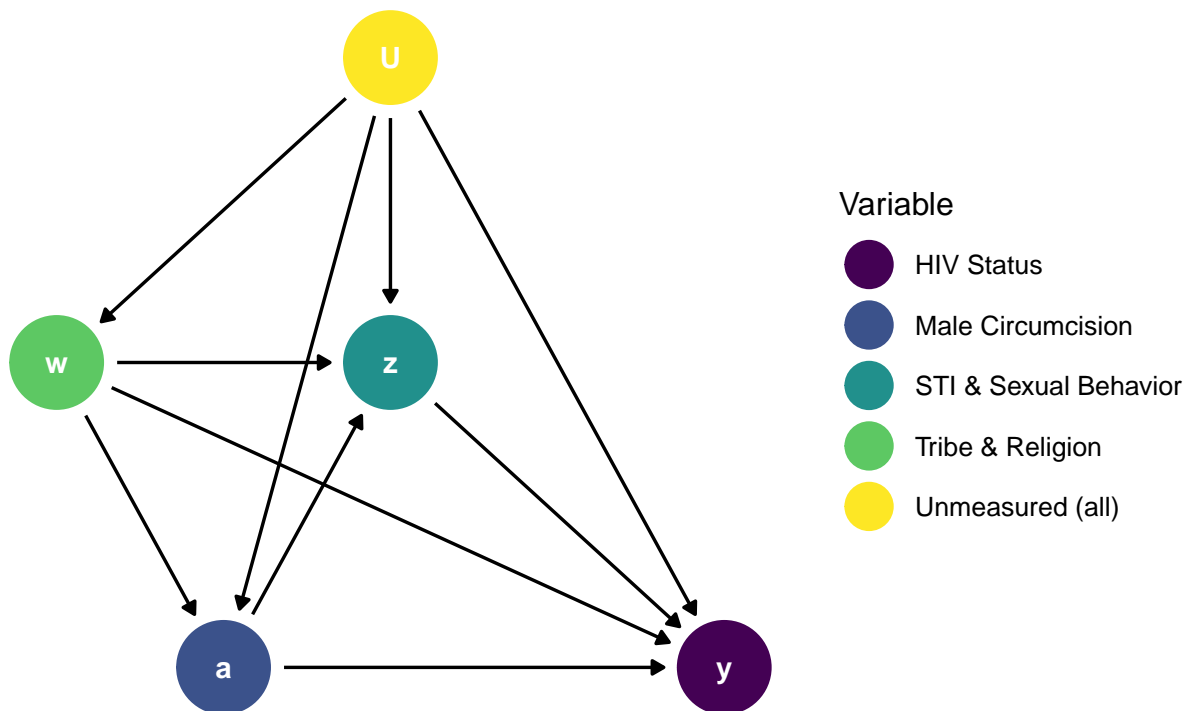 U
Variable
HIV Status
Male Circumcision
w
z
STI & Sexual Behavior
Tribe & Religion
Unmeasured (all)
a
y